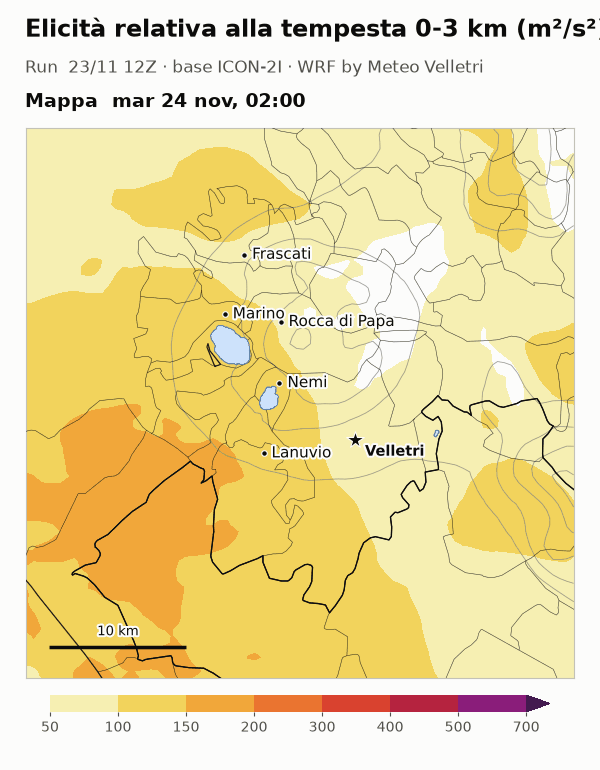 Elicità relativa alla tempesta 0-3 km (m²/s²)
Run 23/11 12Z · base ICON-2I · WRF by Meteo Velletri
Mappa mar 24 nov, 02:00
Frascati
Marino
Rocca di Papa
Nemi
Velletri
Lanuvio
10 km
50 100 150 200 300 400 500 700